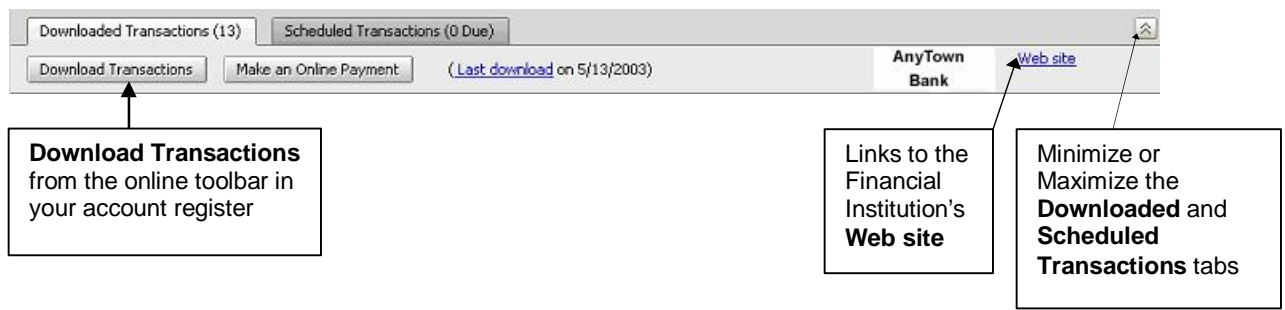 Downloaded Transactions (13)
Scheduled Transactions (0 Due)
Download Transactions
Make an Online Payment
( Last download on 5/13/2003)
AnyTown
Bank
Web site
Download Transactions
from the online toolbar in
your account register
Links to the
Financial
Institution’s
Web site
Minimize or
Maximize the
Downloaded and
Scheduled
Transactions tabs